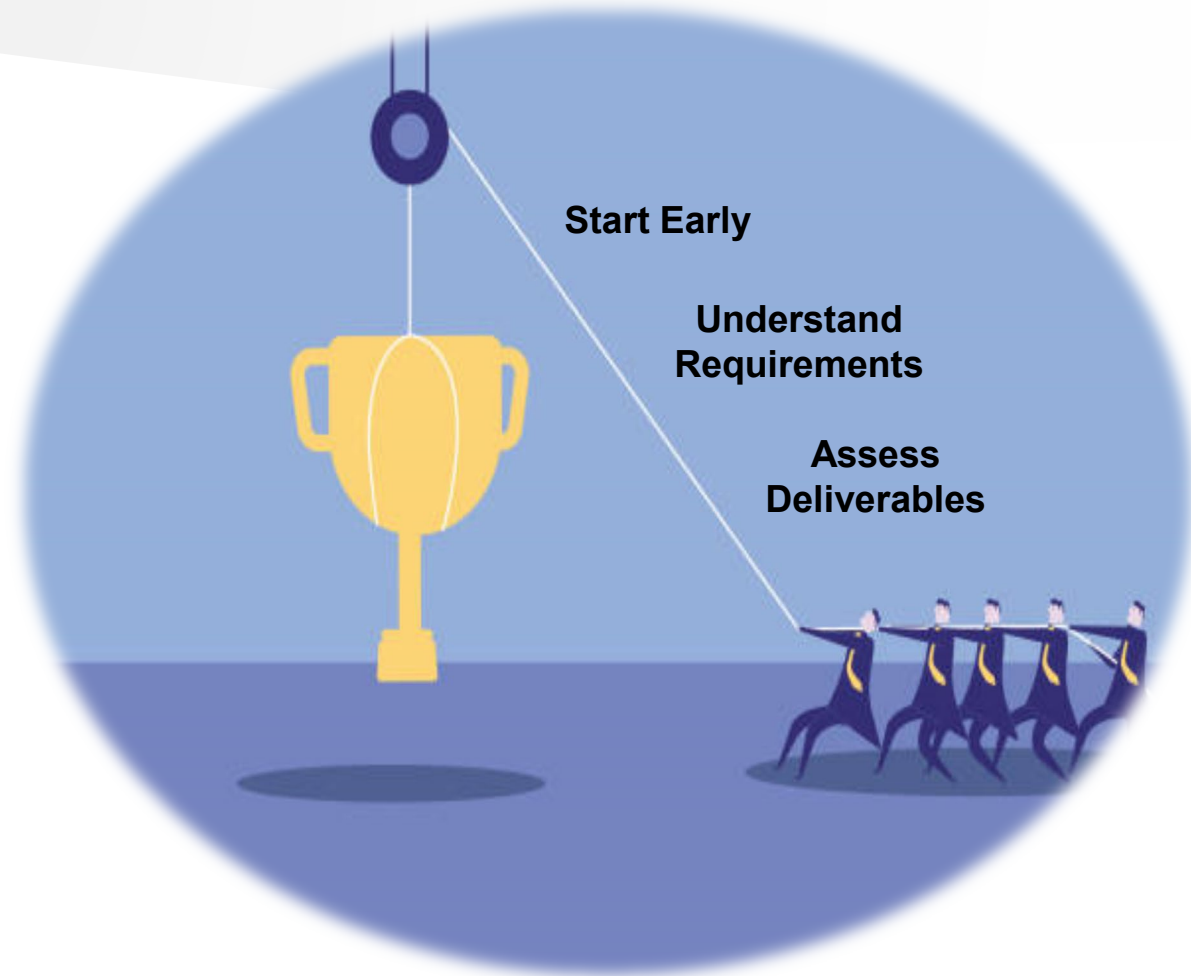 Start Early
Understand
Requirements
Assess
Deliverables